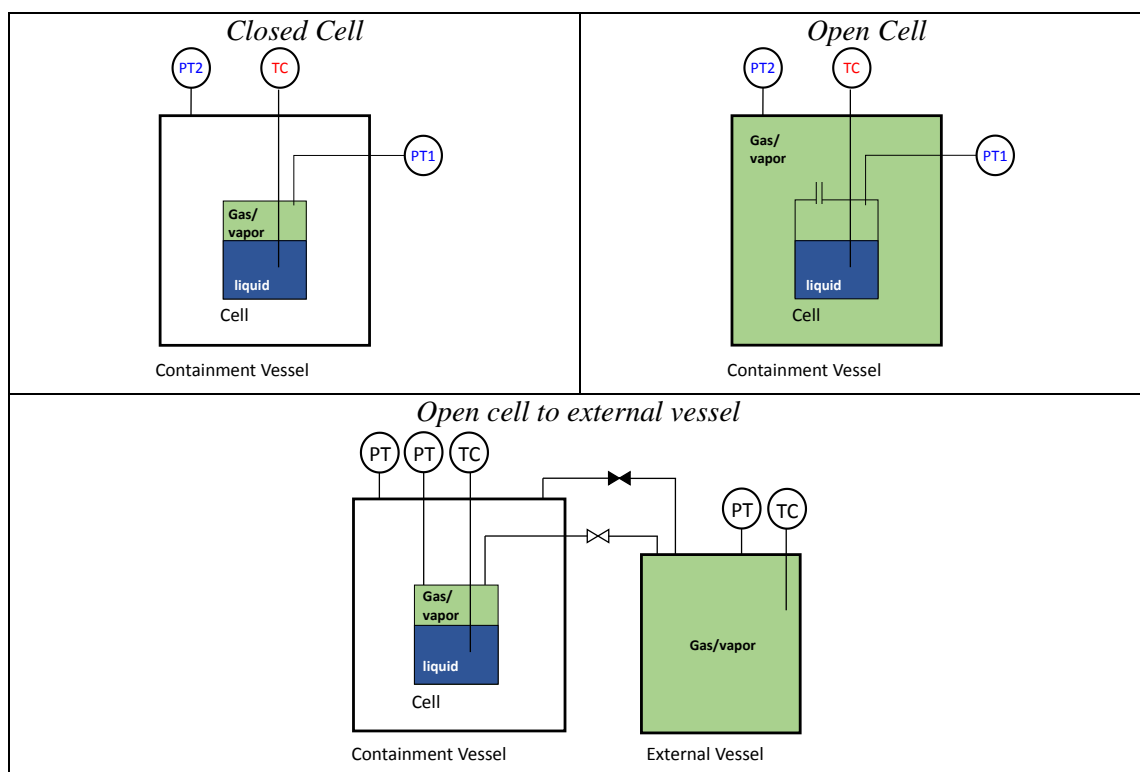 Closed Cell
PT2
TC
PT1
Gas/
vapor
liquid
Cell
Containment Vessel
Open Cell
PT2
TC
Gas/
vapor
PT1
liquid
Cell
Containment Vessel
Open cell to external vessel
PT
PT
TC
PT
TC
Gas/
vapor
liquid
Cell
Gas/vapor
Containment Vessel
External Vessel